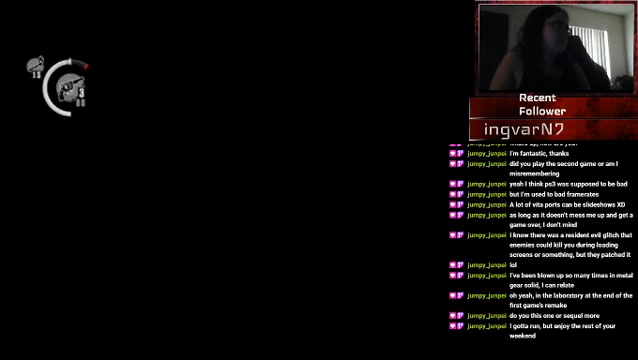 15
3
Recent
Follower
ingvarN7
jumpy_junpei I'm fantastic, thanks
jumpy_junpei did you play the second game or am I
misremembering
jumpy_junpei yeah I think ps3 was supposed to be bad
jumpy_junpei but I'm used to bad framerates
jumpy_junpei A lot of vita ports can be slideshows XD
jumpy_junpei as long as it doesn't mess me up and get a
game over, I don't mind
jumpy_junpei I know there was a resident evil glitch that
enemies could kill you during loading
screens or something, but they patched it
jumpy_junpei lol
jumpy_junpei I've been blown up so many times in metal
gear solid, I can relate
jumpy_junpei oh yeah, in the laboratory at the end of the
first game's remake
jumpy_junpei do you this one or sequel more
jumpy_junpei I gotta run, but enjoy the rest of your
weekend